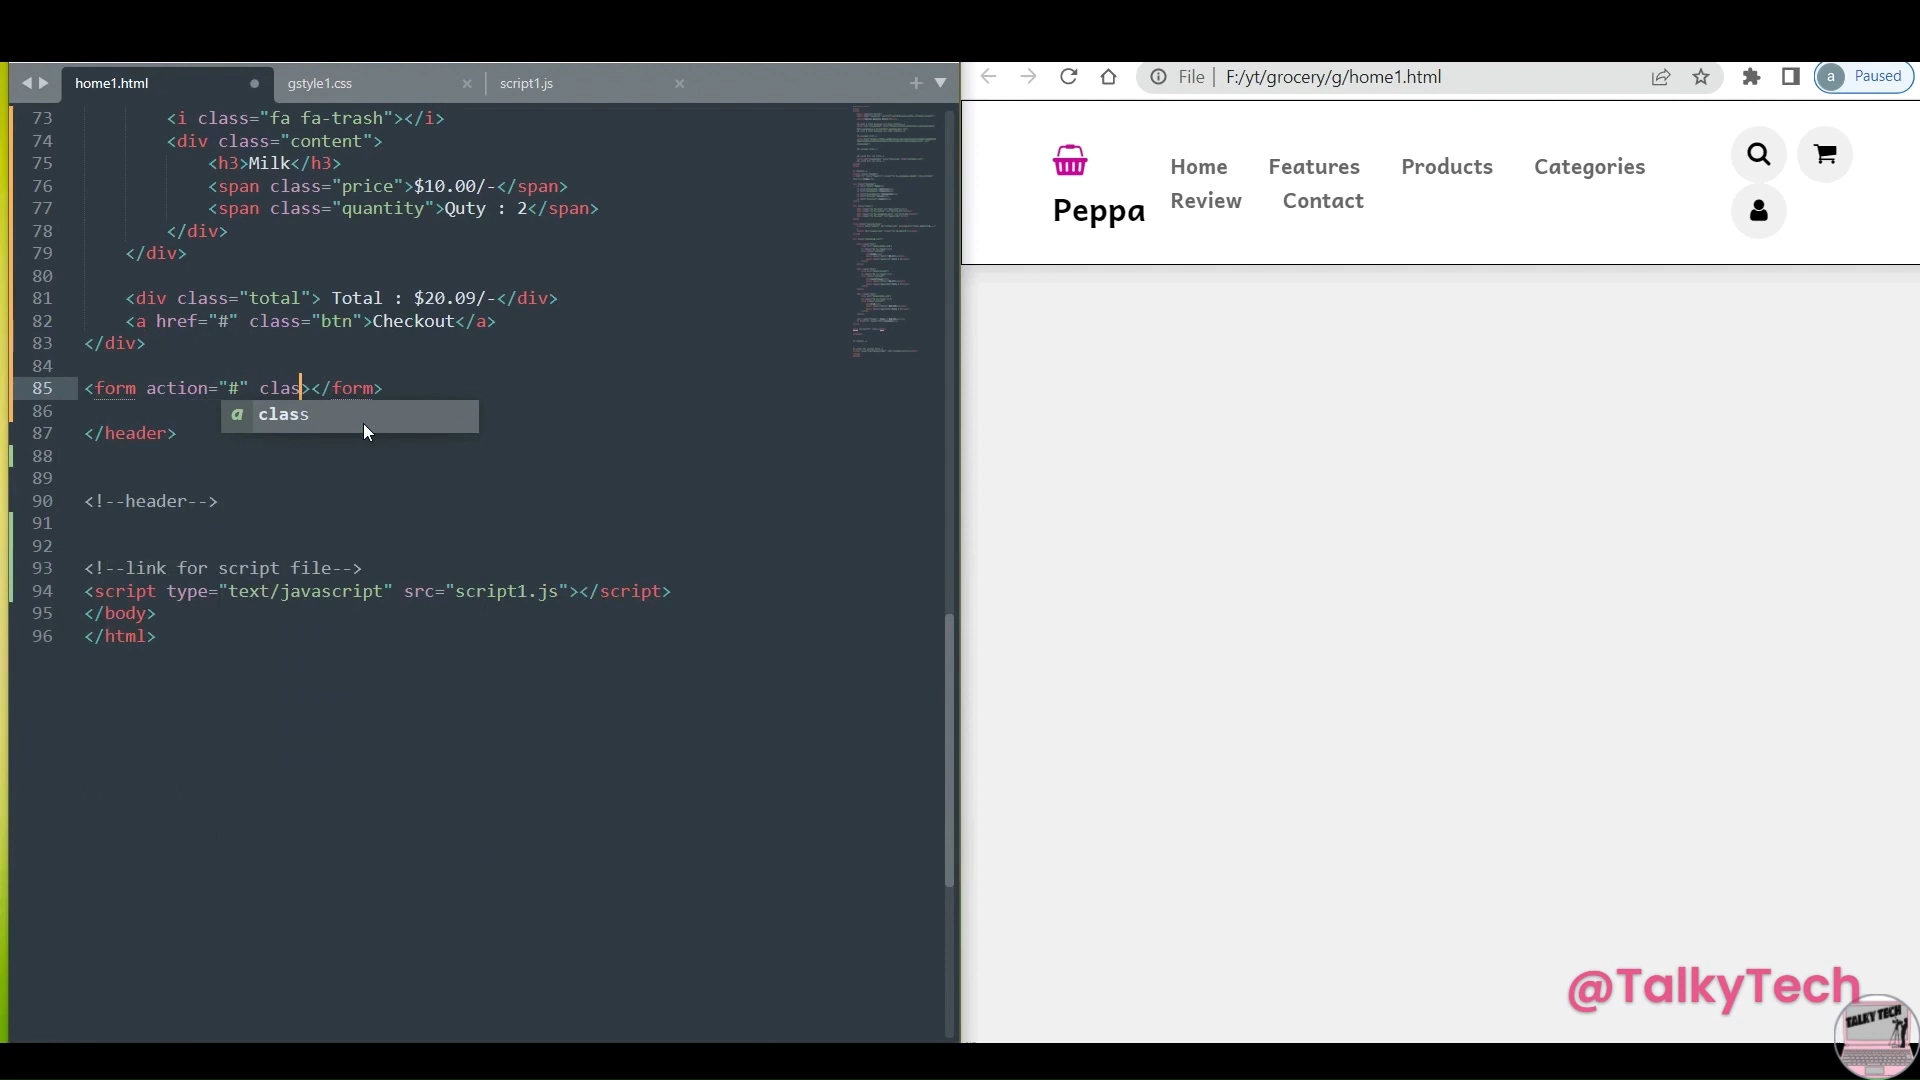 home1.html
gstyle1.css
script1.js
73 <i class="fa fa-trash"></i>
74 <div class="content">
75 <h3>Milk</h3>
76 <span class="price">$10.00/-</span>
77 <span class="quantity">Quty : 2</span>
78 </div>
79 </div>
80
81 <div class="total"> Total : $20.09/-</div>
82 <a href="#" class="btn">Checkout</a>
83 </div>
84
85 <form action="#" clas></form>
a class
86
87 </header>
88
89
90 <!--header-->
91
92
93 <!--link for script file-->
94 <script type="text/javascript" src="script1.js"></script>
95 </body>
96 </html>
File | F:/yt/grocery/g/home1.html
a Paused
Peppa
Home Features Products Categories
Review Contact
@TalkyTech
TALKY TECH